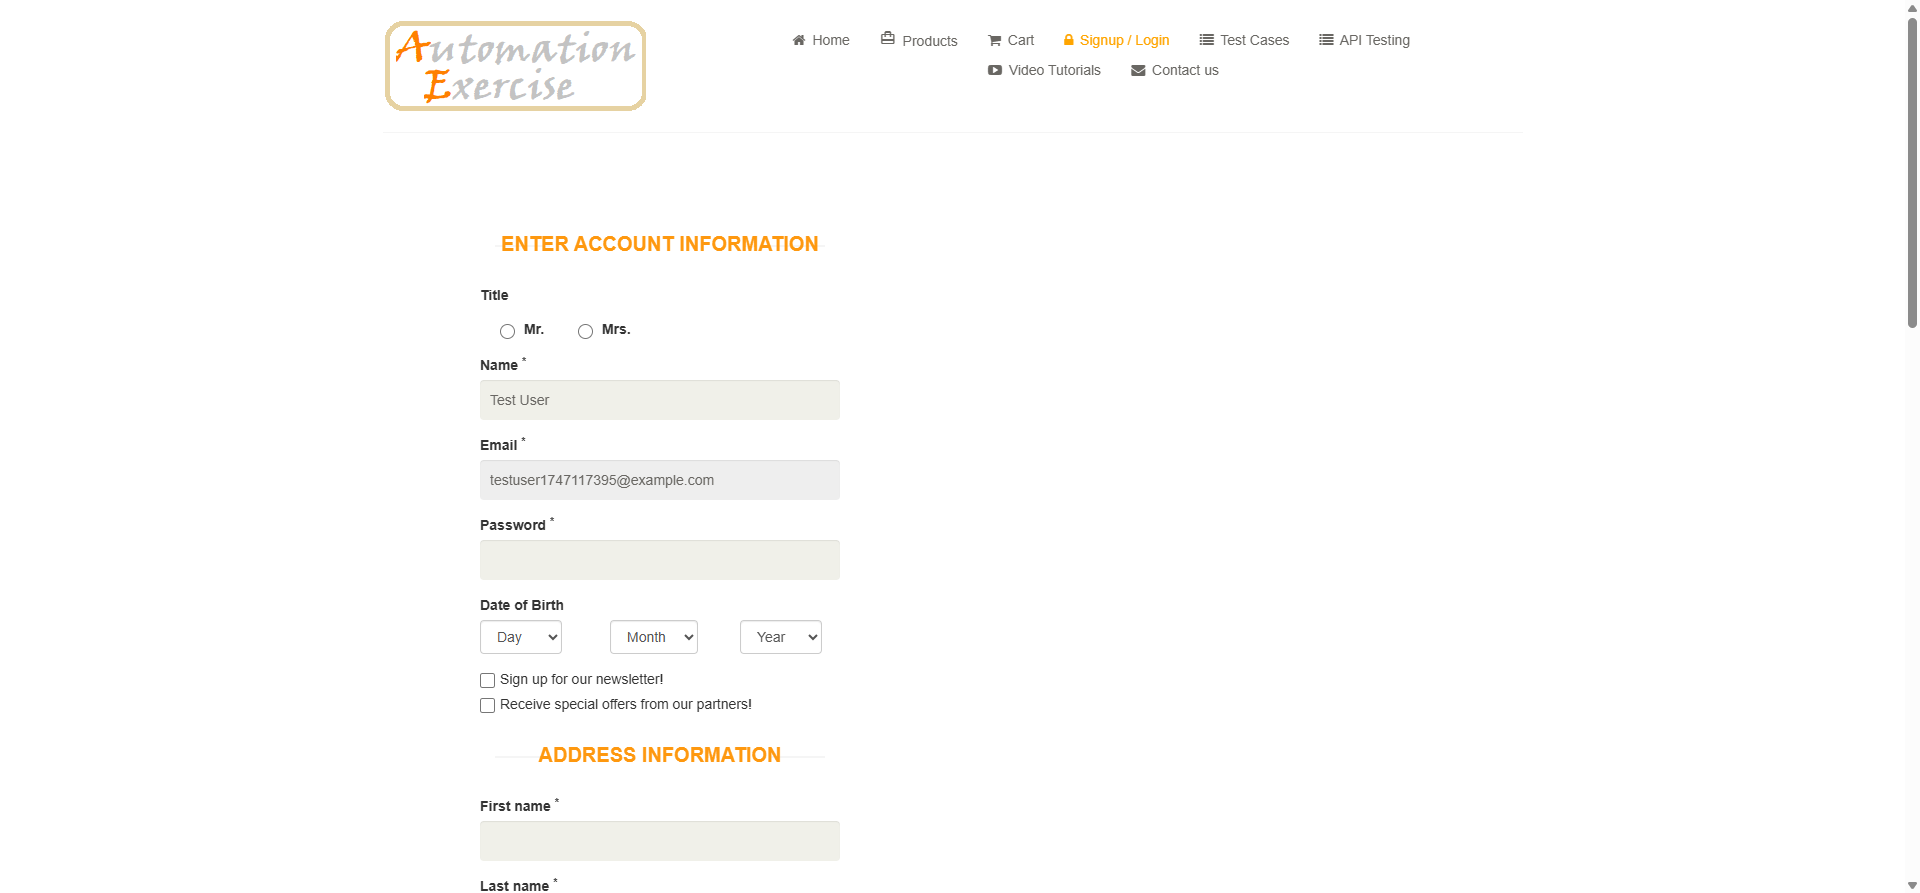 Automation
Exercise
Home Products Cart Signup / Login Test Cases API Testing
Video Tutorials Contact us
ENTER ACCOUNT INFORMATION
Title
Mr. Mrs.
Name *
Test User
Email *
testuser1747117395@example.com
Password *
Date of Birth
Day Month Year
Sign up for our newsletter!
Receive special offers from our partners!
ADDRESS INFORMATION
First name *
Last name *